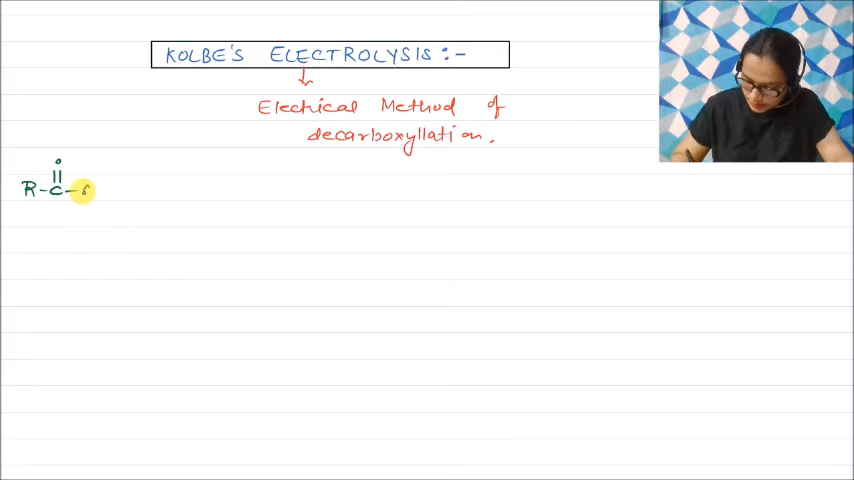 KOLBE'S ELECTROLYSIS :-
Electrical Method of
decarboxyllation.
R-C-